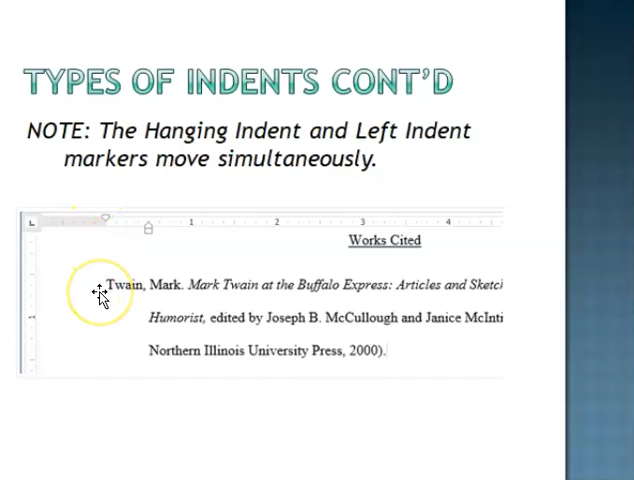 TYPES OF INDENTS CONT'D
NOTE: The Hanging Indent and Left Indent
markers move simultaneously.
1 2 3 4
Works Cited
Twain, Mark. Mark Twain at the Buffalo Express: Articles and Sketch
Humorist, edited by Joseph B. McCullough and Janice McInti
Northern Illinois University Press, 2000).
1